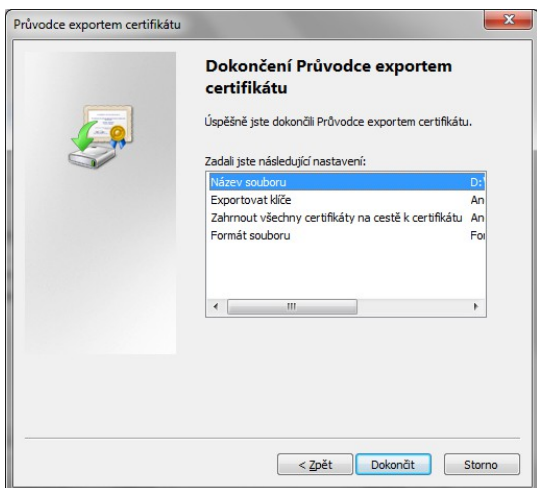 Průvodce exportem certifikátu
Dokončení Průvodce exportem
certifikátu
Úspěšně jste dokončili Průvodce exportem certifikátu.
Zadali jste následující nastavení:
Název souboru D:\
Exportovat klíče An
Zahrnout všechny certifikáty na cestě k certifikátu An
Formát souboru For
< Zpět Dokončit Storno